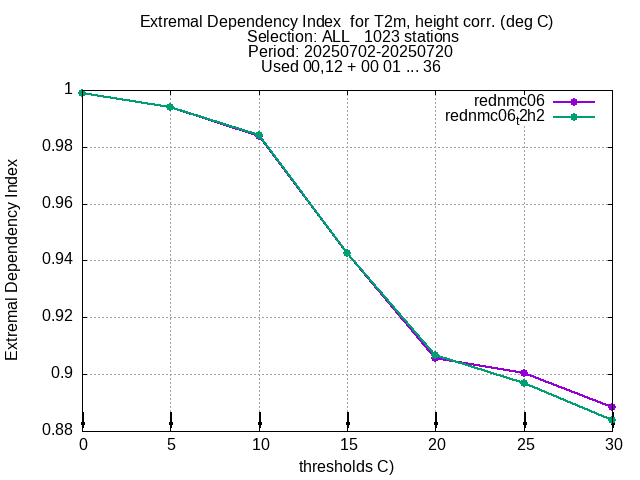 Extremal Dependency Index  for T2m, height corr. (deg C)
Selection: ALL   1023 stations
Period: 20250702-20250720
Used 00,12 + 00 01 ... 36
rednmc06
rednmc06t2h2
1
0.98
0.96
0.94
0.92
0.9
0.88
Extremal Dependency Index
0 5 10 15 20 25 30
thresholds C)